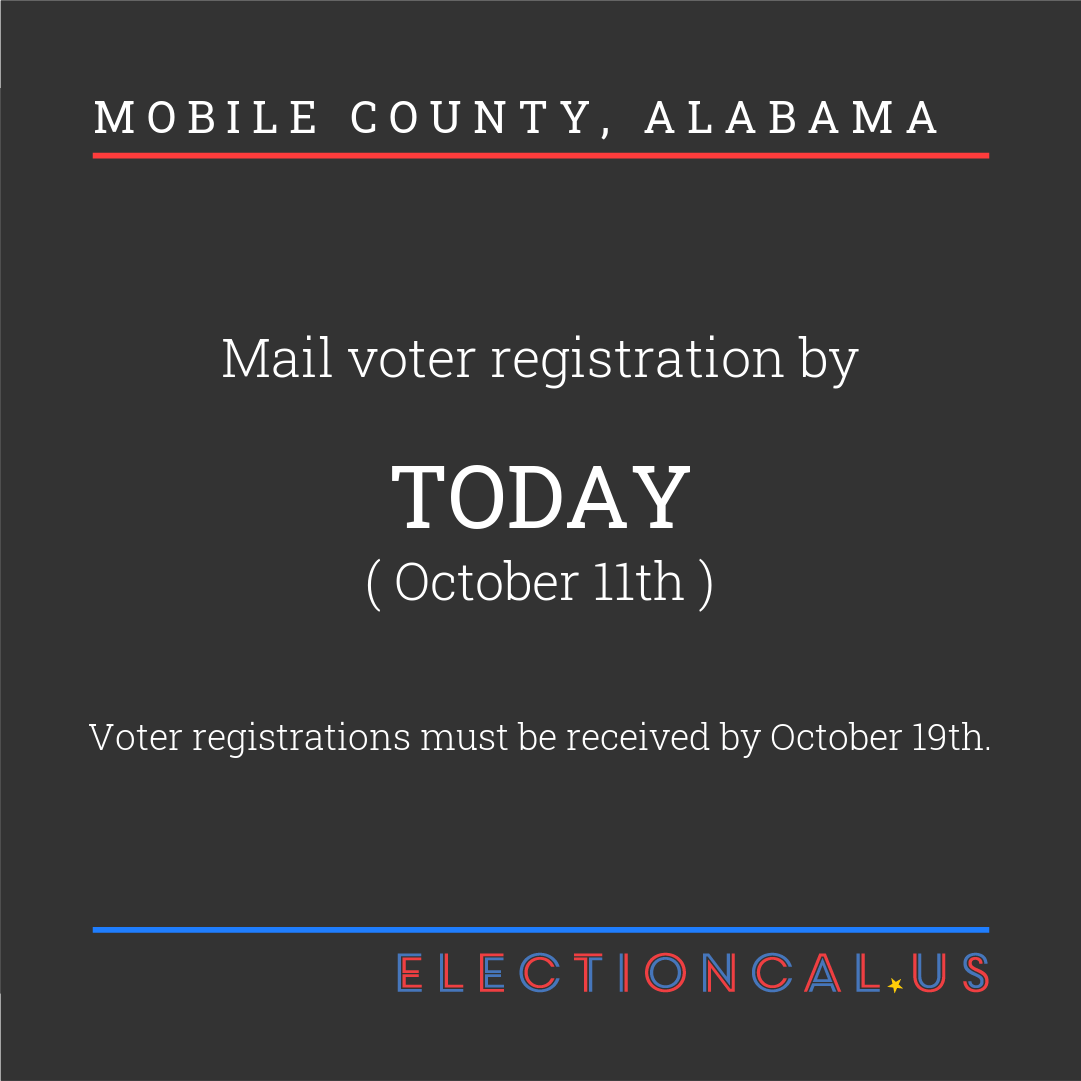 MOBILE COUNTY, ALABAMA
Mail voter registration by
TODAY
( October 11th )
Voter registrations must be received by October 19th.
ELECTIONCAL.US